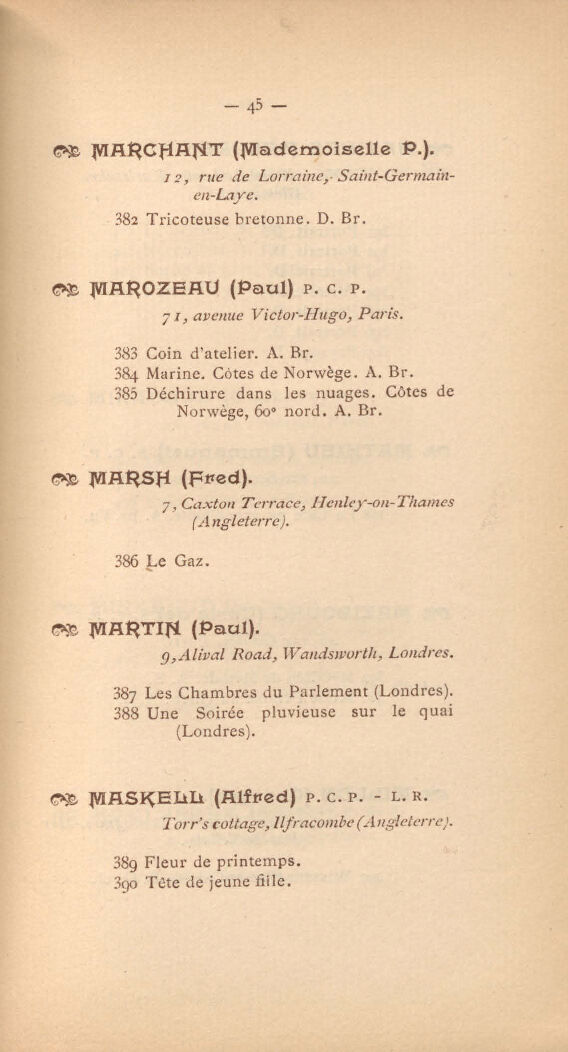 — 45 —
MARCHANT (Mademoiselle P.).
12, rue de Lorraine, Saint-Germain-
en-Laye.
382 Tricoteuse bretonne. D. Br.
MAROZEAU (Paul) P. C. P.
71, avenue Victor-Hugo, Paris.
383 Coin d'atelier. A. Br.
384 Marine. Côtes de Norwège. A. Br.
385 Déchirure dans les nuages. Côtes de
Norwège, 60° nord. A. Br.
MARSH (Fred).
7, Caxton Terrace, Henley-on-Thames
(Angleterre).
386 Le Gaz.
MARTIN (Paul).
9, Alival Road, Wandsworth, Londres.
387 Les Chambres du Parlement (Londres).
388 Une Soirée pluvieuse sur le quai
(Londres).
MASKELL (Alfred) P. C. P. - L. R.
Torr's cottage, Ilfracombe (Angleterre).
389 Fleur de printemps.
390 Tête de jeune fiile.